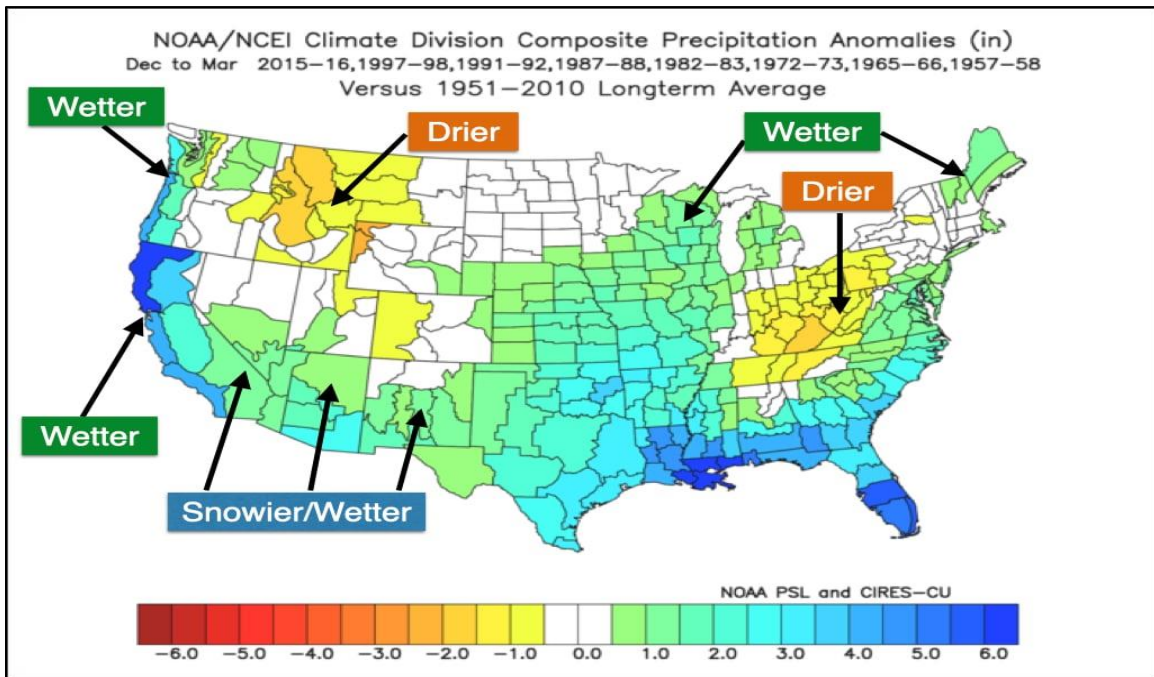 NOAA/NCEI Climate Division Composite Precipitation Anomalies (in)
Dec to Mar 2015−16,1997−98,1991−92,1987−88,1982−83,1972−73,1965−66,1957−58
Versus 1951−2010 Longterm Average
Wetter
Drier
Wetter
Drier
Wetter
Snowier/Wetter
NOAA PSL and CIRES−CU
−6.0 −5.0 −4.0 −3.0 −2.0 −1.0 0.0 1.0 2.0 3.0 4.0 5.0 6.0